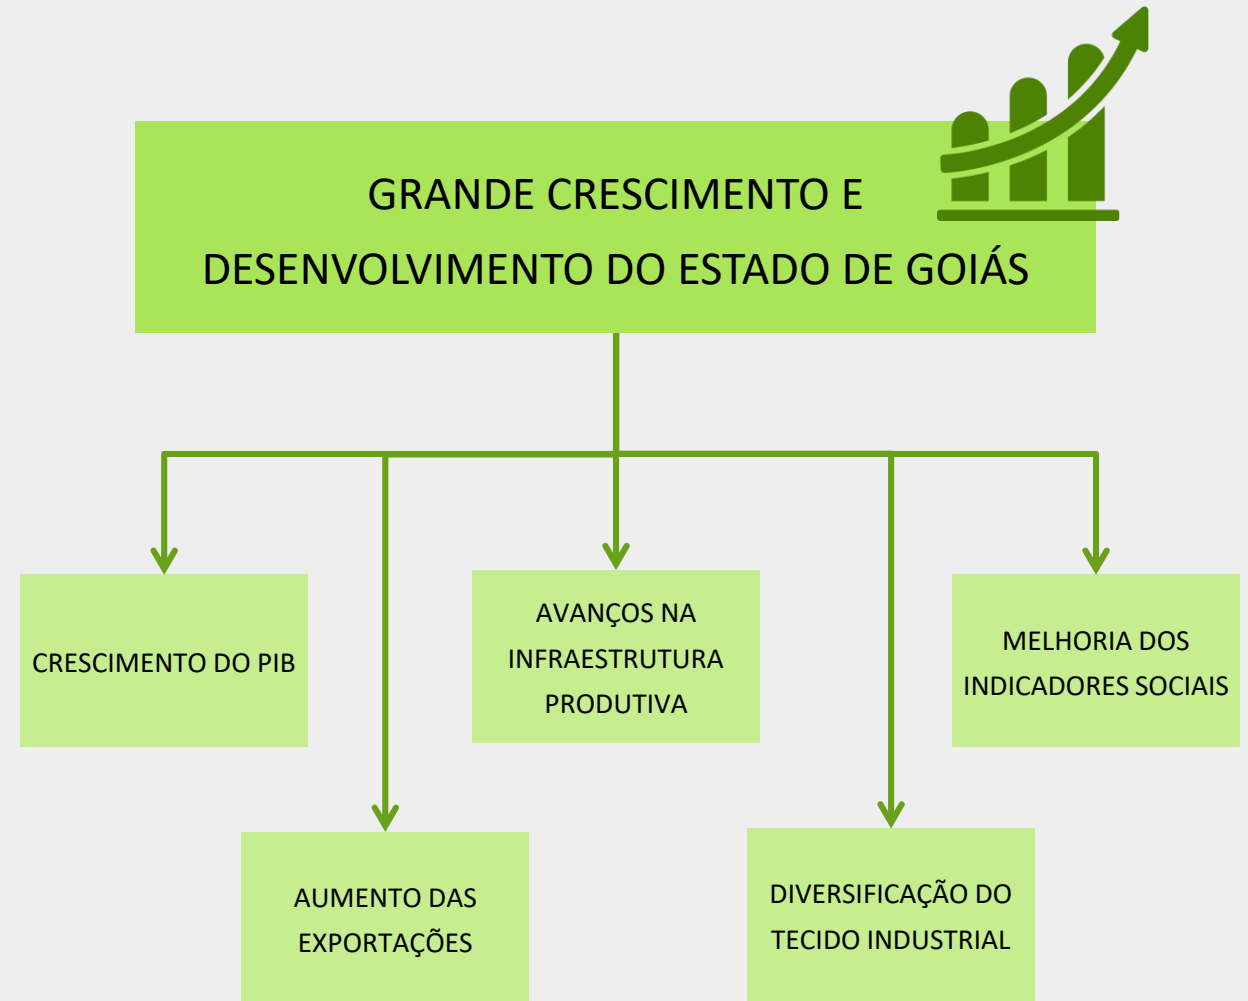 GRANDE CRESCIMENTO E
DESENVOLVIMENTO DO ESTADO DE GOIÁS
CRESCIMENTO DO PIB
AVANÇOS NA
INFRAESTRUTURA
PRODUTIVA
MELHORIA DOS
INDICADORES SOCIAIS
AUMENTO DAS
EXPORTAÇÕES
DIVERSIFICAÇÃO DO
TECIDO INDUSTRIAL